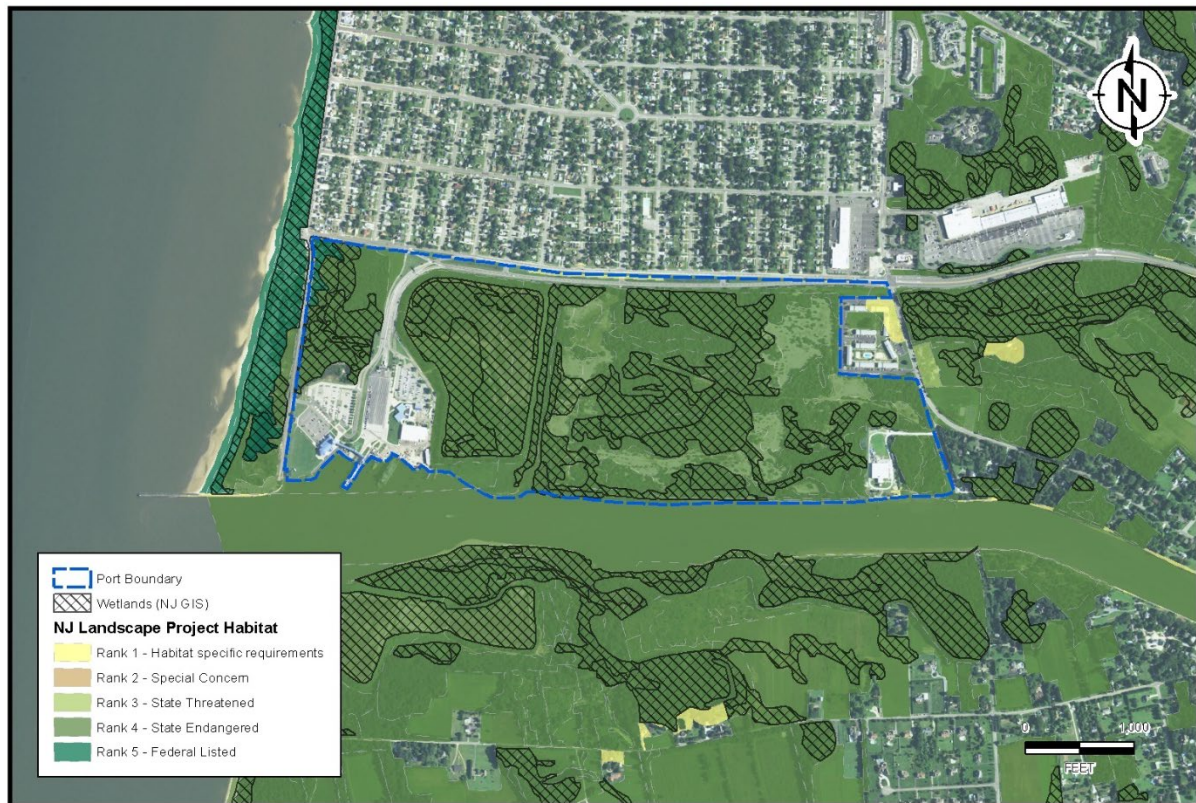 N
Port Boundary
Wetlands (NJ GIS)
NJ Landscape Project Habitat
Rank 1 - Habitat specific requirements
Rank 2 - Special Concern
Rank 3 - State Threatened
Rank 4 - State Endangered
Rank 5 - Federal Listed
0 1,000
FEET